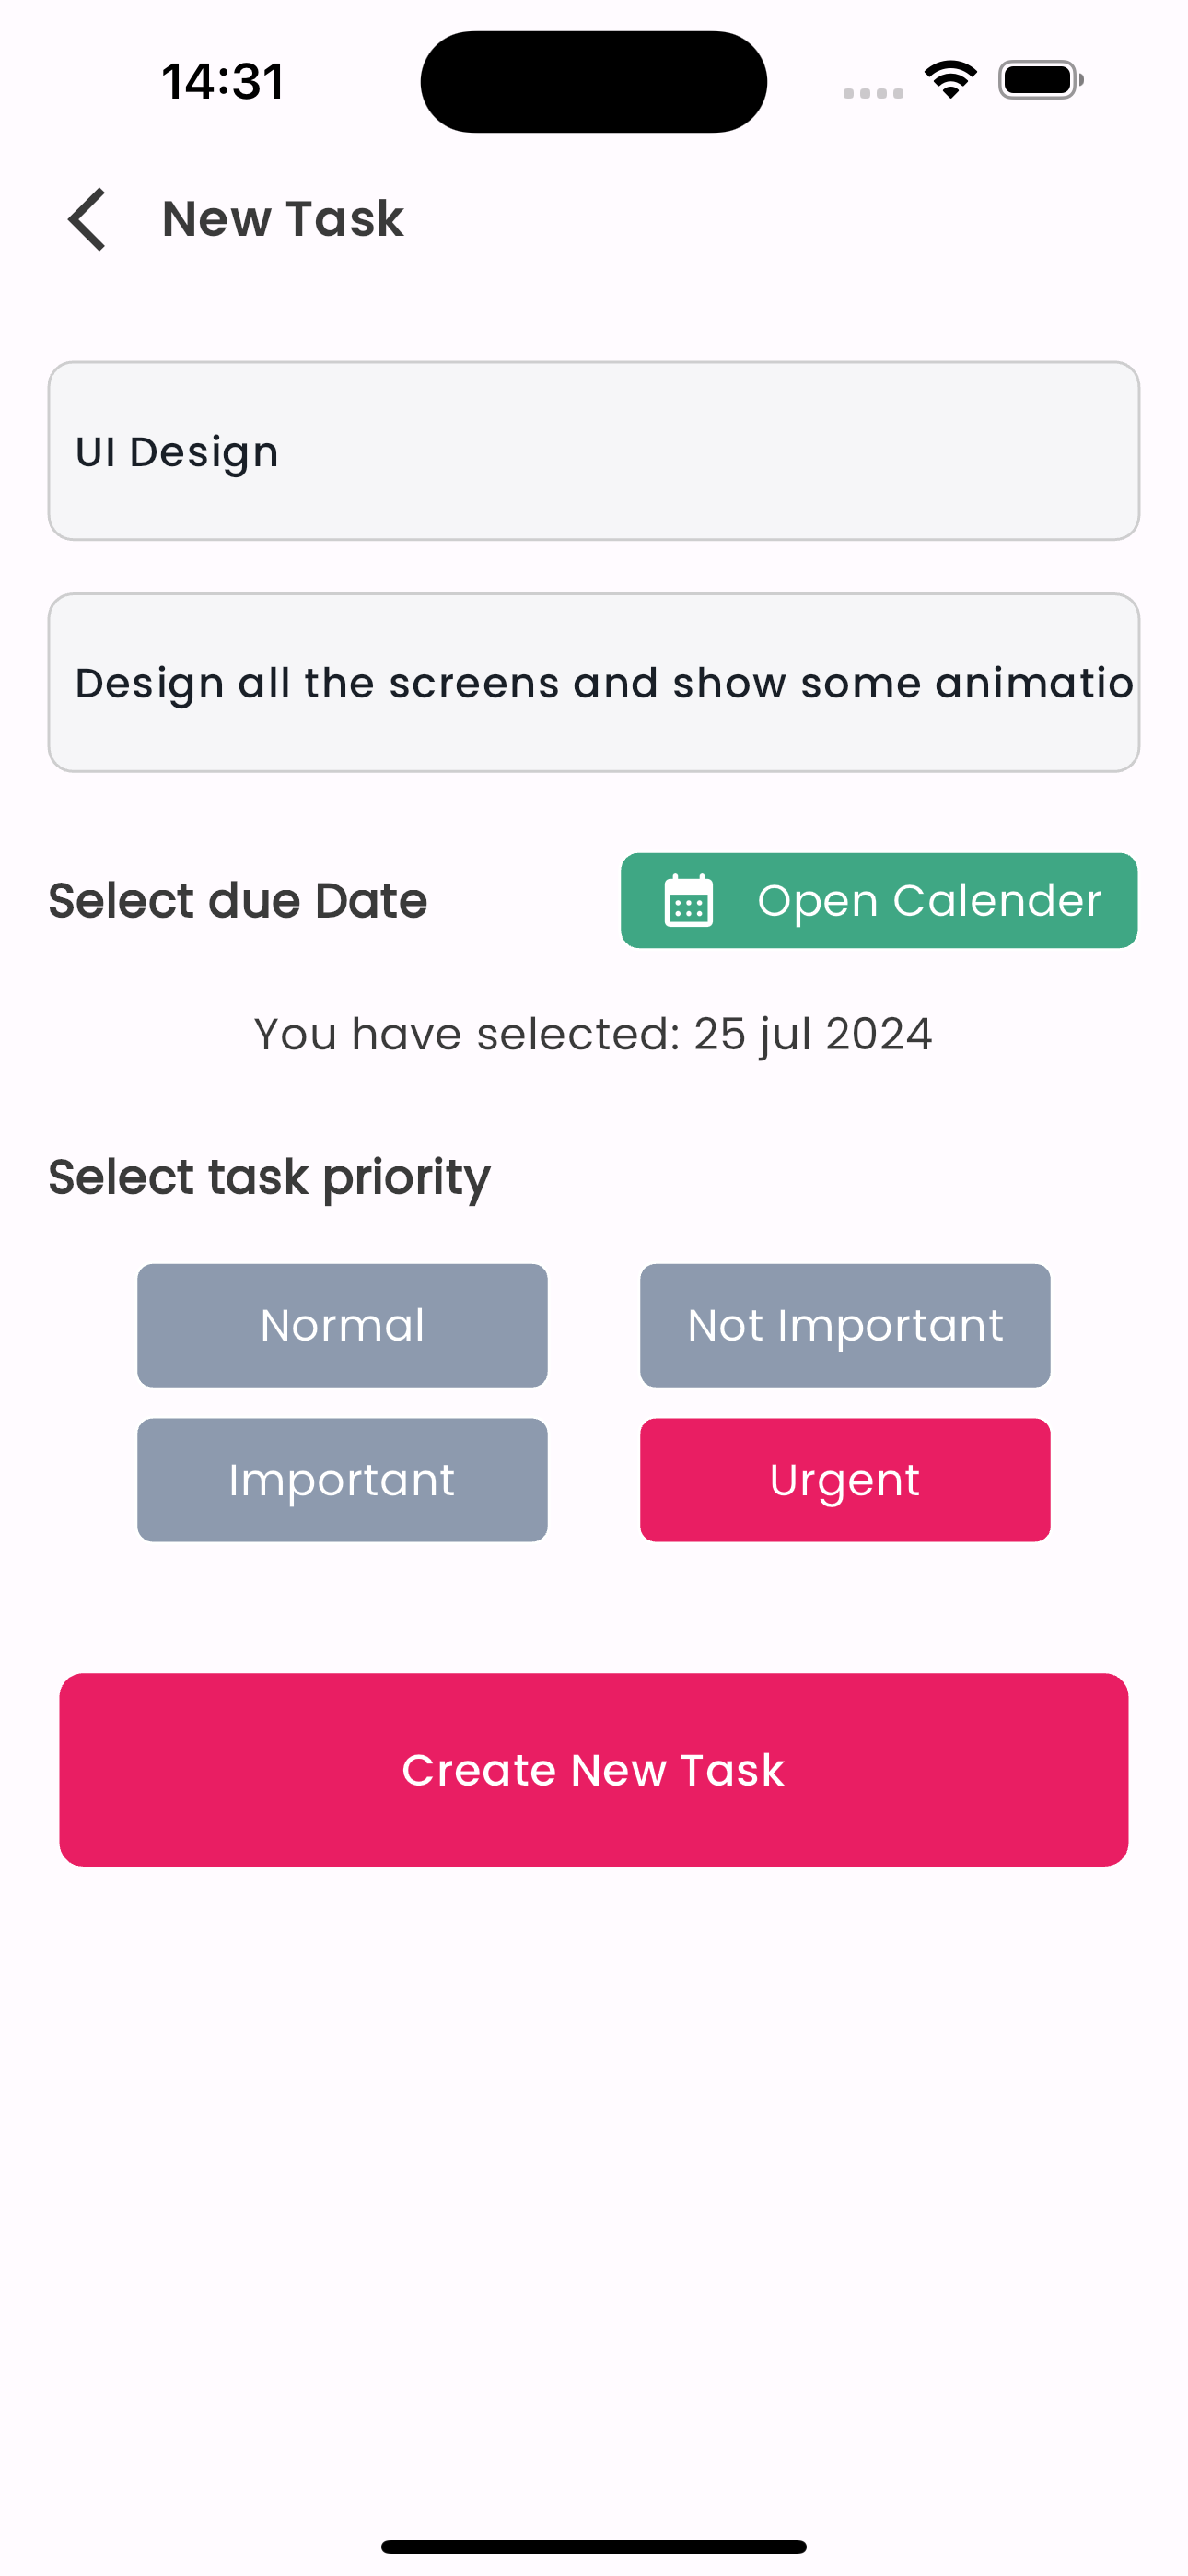 14:31
New Task
UI Design
Design all the screens and show some animatio
Select due Date
Open Calender
You have selected: 25 jul 2024
Select task priority
Normal
Not Important
Important
Urgent
Create New Task